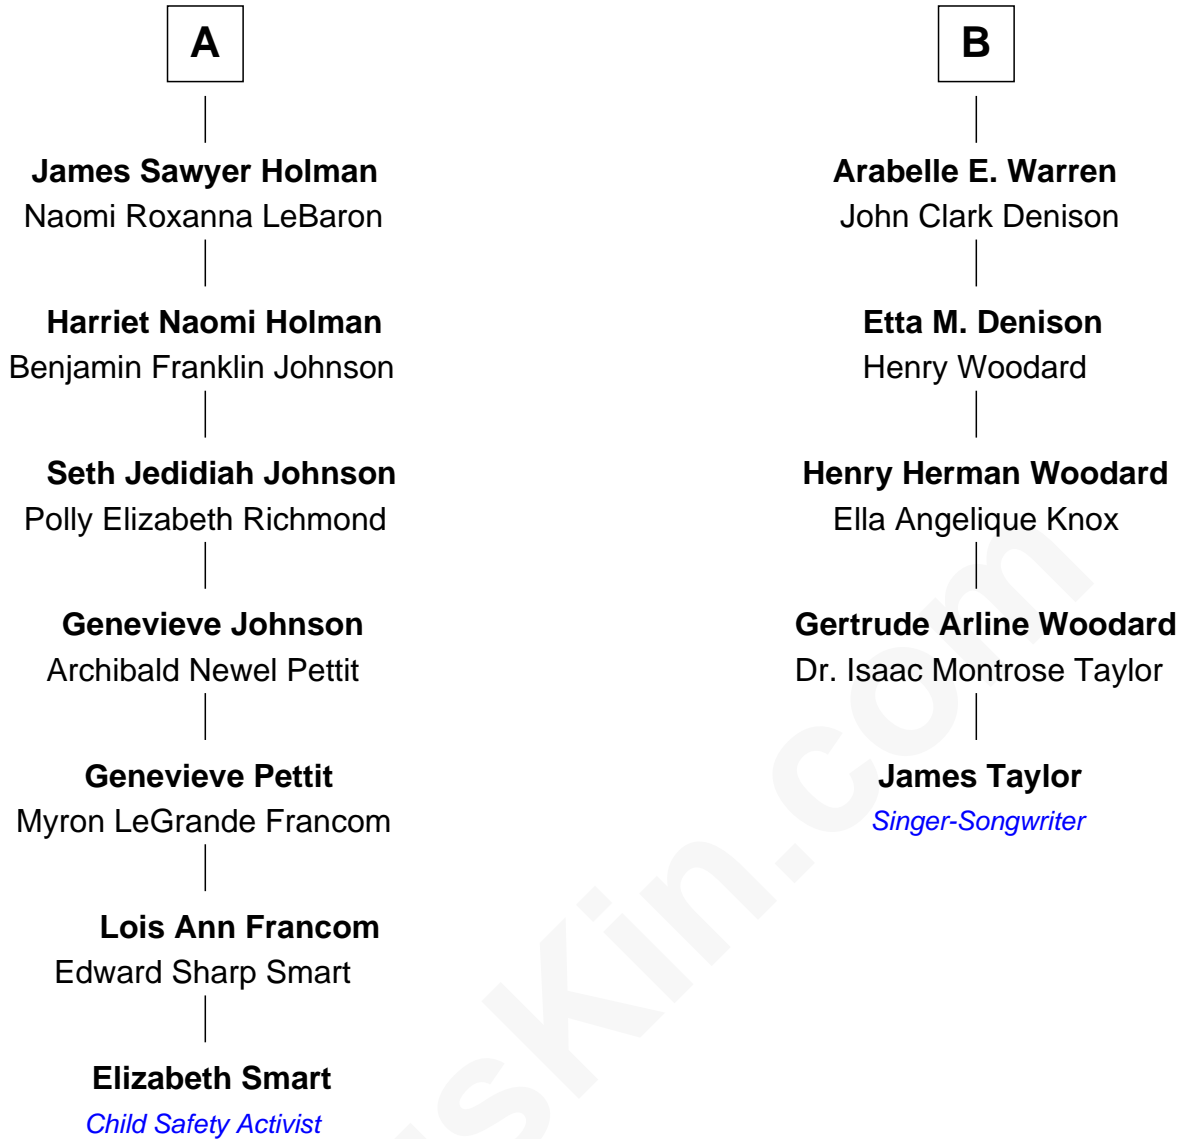 A
James Sawyer Holman
Naomi Roxanna LeBaron
Harriet Naomi Holman
Benjamin Franklin Johnson
Seth Jedidiah Johnson
Polly Elizabeth Richmond
Genevieve Johnson
Archibald Newel Pettit
Genevieve Pettit
Myron LeGrande Francom
Lois Ann Francom
Edward Sharp Smart
Elizabeth Smart
Child Safety Activist
B
Arabelle E. Warren
John Clark Denison
Etta M. Denison
Henry Woodard
Henry Herman Woodard
Ella Angelique Knox
Gertrude Arline Woodard
Dr. Isaac Montrose Taylor
James Taylor
Singer-Songwriter
sKin.com